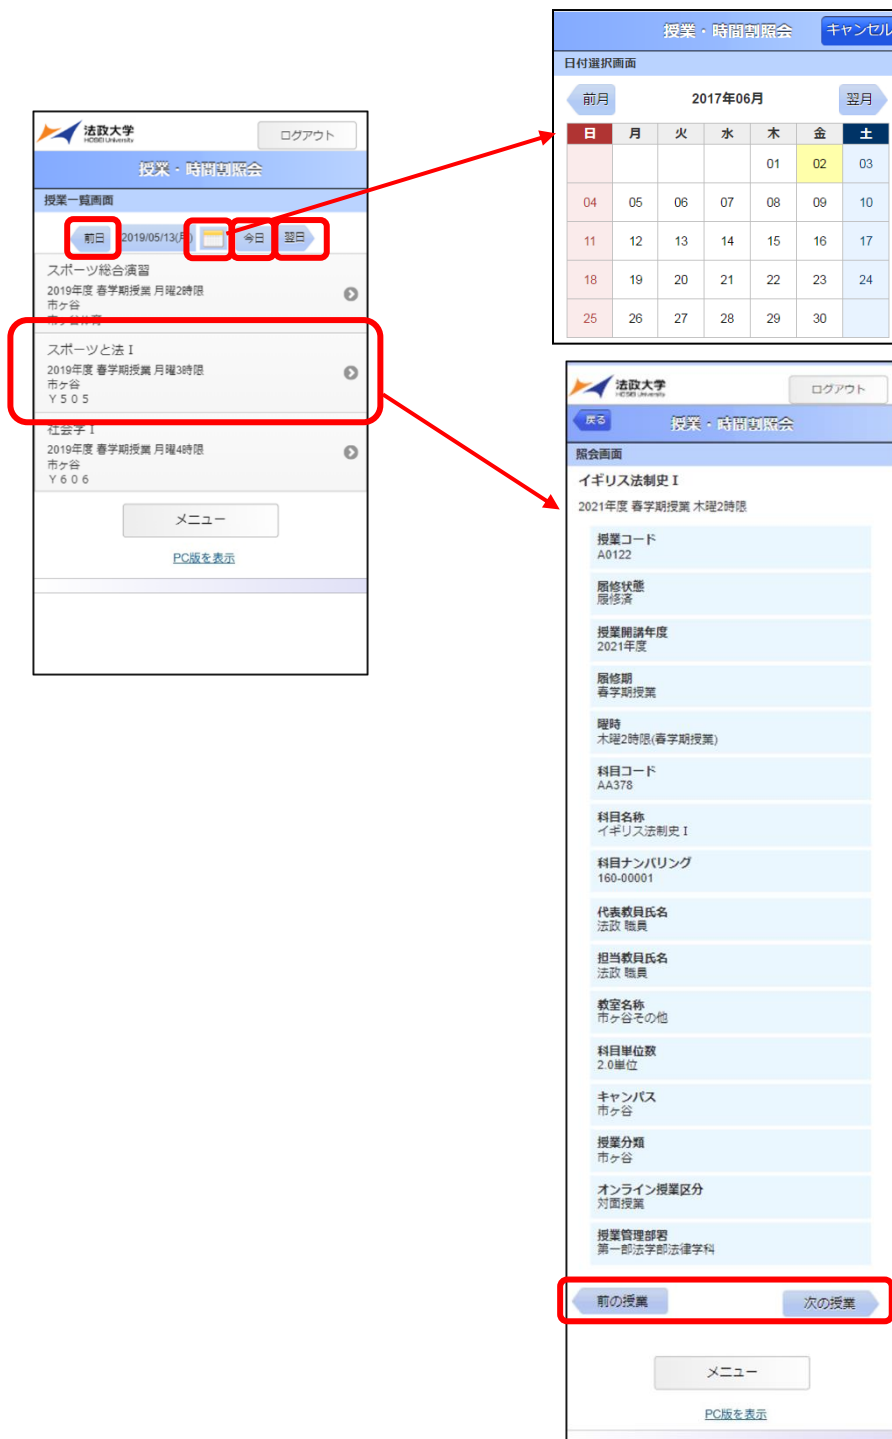 法政大学
HOSEI University
ログアウト
授業・時間割照会
授業一覧画面
前日
2019/05/13(月)
今日
翌日
スポーツ総合演習
2019年度 春学期授業 月曜2時限
市ヶ谷
市ヶ谷体育
スポーツと法 I
2019年度 春学期授業 月曜3時限
市ヶ谷
Y505
社会学 I
2019年度 春学期授業 月曜4時限
市ヶ谷
Y606
メニュー
PC版を表示
授業・時間割照会
キャンセル
日付選択画面
前月
2017年06月
翌月
日 月 火 水 木 金 土
01 02 03
04 05 06 07 08 09 10
11 12 13 14 15 16 17
18 19 20 21 22 23 24
25 26 27 28 29 30
法政大学
HOSEI University
ログアウト
戻る
授業・時間割照会
照会画面
イギリス法制史 I
2021年度 春学期授業 木曜2時限
授業コード
A0122
履修状態
履修済
授業開講年度
2021年度
履修期
春学期授業
曜時
木曜2時限(春学期授業)
科目コード
AA378
科目名称
イギリス法制史 I
科目ナンバリング
160-00001
代表教員氏名
法政 職員
担当教員氏名
法政 職員
教室名称
市ヶ谷その他
科目単位数
2.0単位
キャンパス
市ヶ谷
授業分類
市ヶ谷
オンライン授業区分
対面授業
授業管理部署
第一部法学部法律学科
前の授業
次の授業
メニュー
PC版を表示